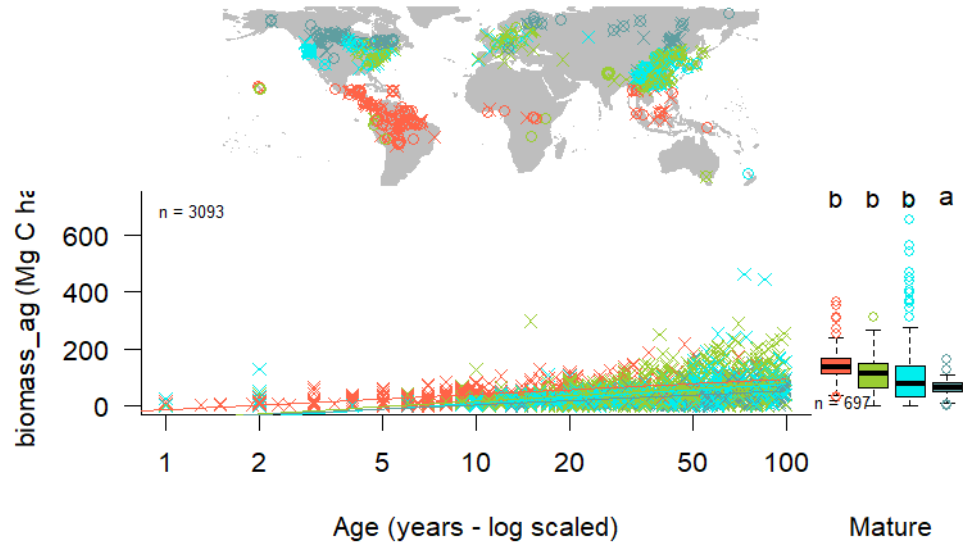 n = 3093
b b b a
biomass_ag (Mg C ha
600
400
200
0
n = 697
1 2 5 10 20 50 100
Age (years - log scaled)
Mature